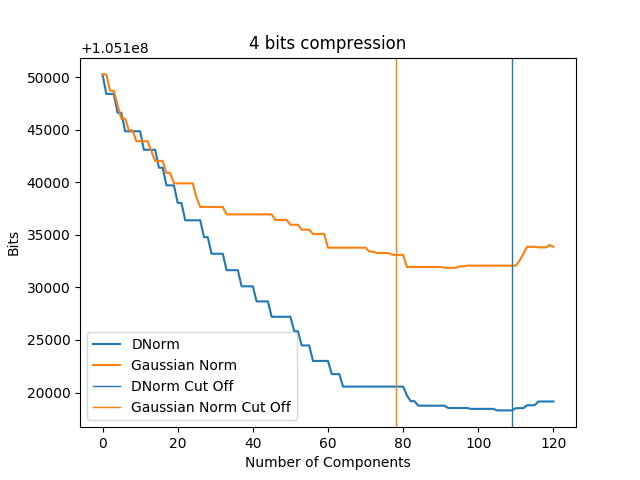 4 bits compression
+1.051e8
50000
45000
40000
35000
30000
25000
20000
Bits
DNorm
Gaussian Norm
DNorm Cut Off
Gaussian Norm Cut Off
0 20 40 60 80 100 120
Number of Components